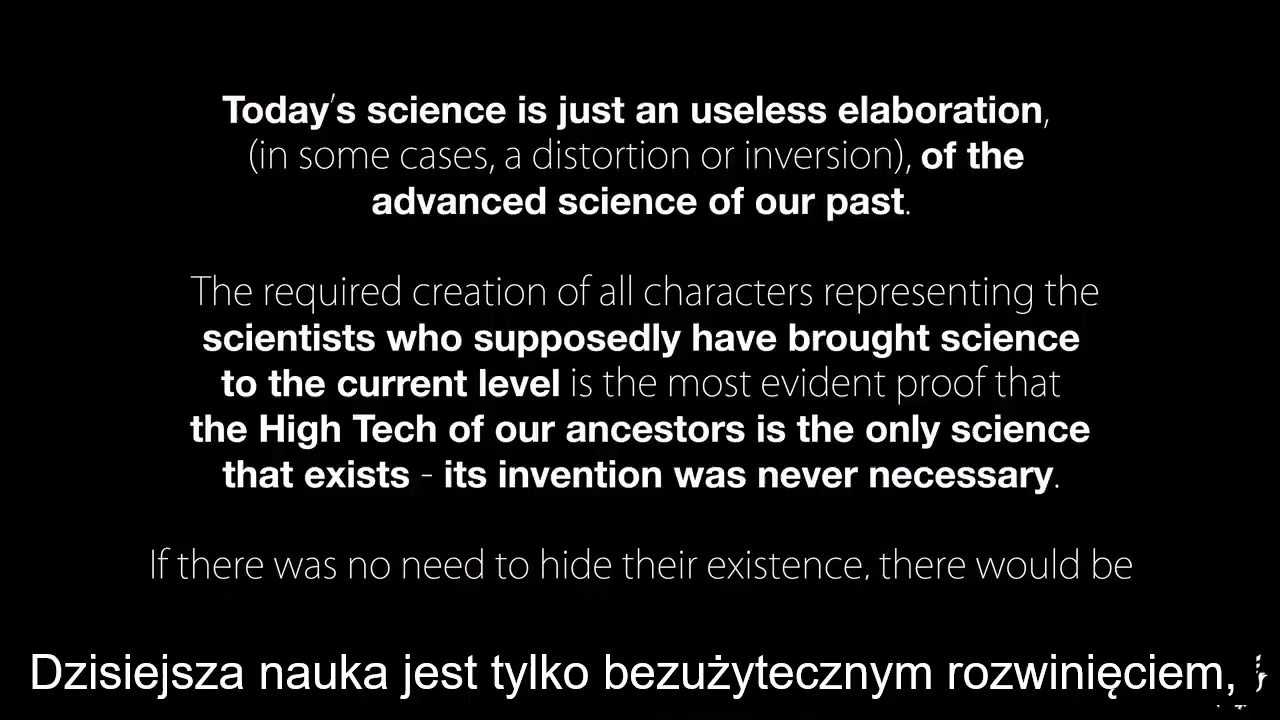 Today's science is just an useless elaboration,
(in some cases, a distortion or inversion), of the
advanced science of our past.
The required creation of all characters representing the
scientists who supposedly have brought science
to the current level is the most evident proof that
the High Tech of our ancestors is the only science
that exists - its invention was never necessary.
If there was no need to hide their existence, there would be
Dzisiejsza nauka jest tylko bezużytecznym rozwinięciem,